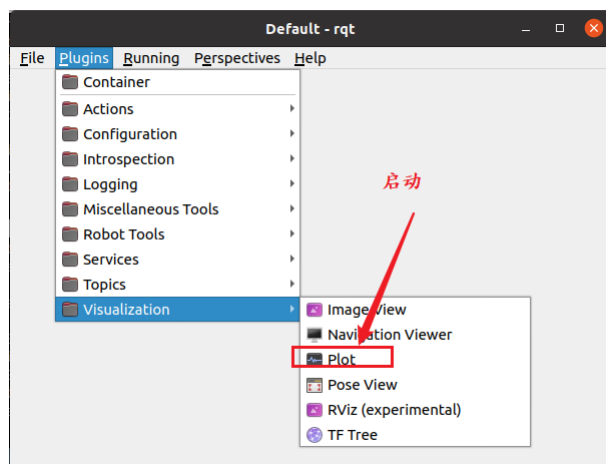 Default - rqt
File Plugins Running Perspectives Help
Container
Actions
Configuration
Introspection
Logging
Miscellaneous Tools
Robot Tools
Services
Topics
Visualization
启动
Image View
Navigation Viewer
Plot
Pose View
RViz (experimental)
TF Tree